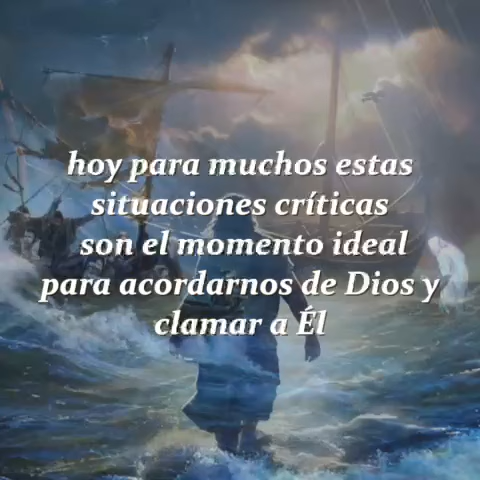 hoy para muchos estas
situaciones críticas
son el momento ideal
para acordarnos de Dios y
clamar a Él